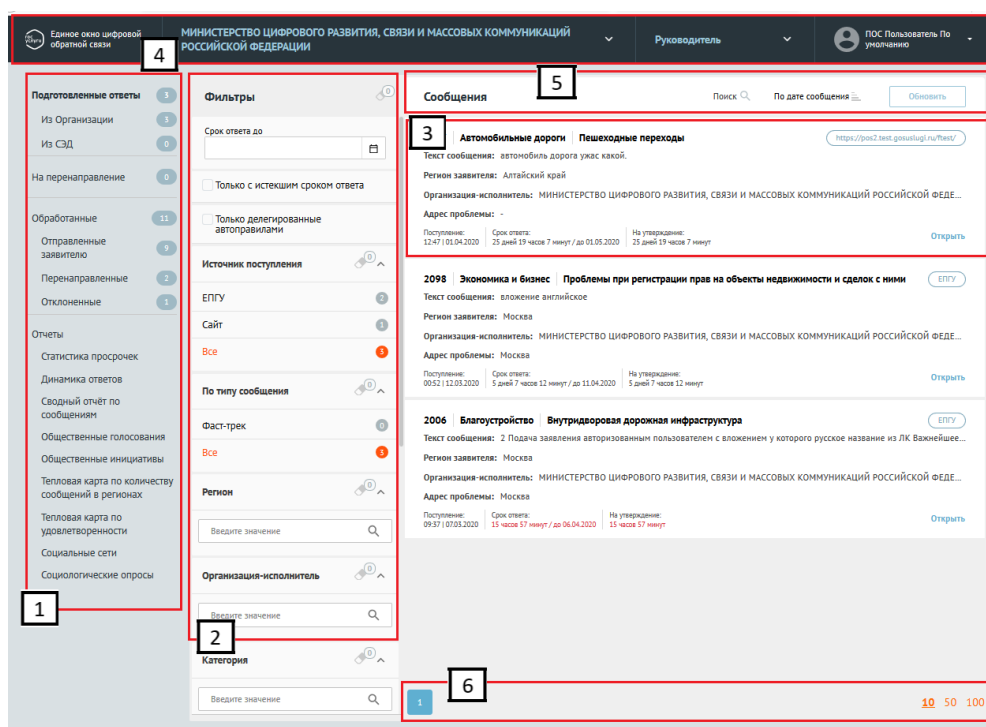 гос услуги
Единое окно цифровой
обратной связи
4
МИНИСТЕРСТВО ЦИФРОВОГО РАЗВИТИЯ, СВЯЗИ И МАССОВЫХ КОММУНИКАЦИЙ
РОССИЙСКОЙ ФЕДЕРАЦИИ
Руководитель
ПОС Пользователь По
умолчанию
Подготовленные ответы 3
Из Организации 3
Из СЭД 0
На перенаправление 0
Обработанные 11
Отправленные
заявителю 9
Перенаправленные 2
Отклоненные 1
Отчеты
Статистика просрочек
Динамика ответов
Сводный отчёт по
сообщениям
Общественные голосования
Общественные инициативы
Тепловая карта по количеству
сообщений в регионах
Тепловая карта по
удовлетворенности
Социальные сети
Социологические опросы
1
Фильтры 0
Срок ответа до
Только с истекшим сроком ответа
Только делегированные
автоправилами
Источник поступления 0
ЕПГУ 2
Сайт 1
Все 3
По типу сообщения 0
Фаст-трек 0
Все 3
Регион 0
Введите значение
Организация-исполнитель 0
Введите значение
2
Категория 0
Введите значение
5
Сообщения Поиск По дате сообщения Обновить
3
Автомобильные дороги Пешеходные переходы https://pos2.test.gosuslugi.ru/ftest/
Текст сообщения: автомобиль дорога ужас какой.
Регион заявителя: Алтайский край
Организация-исполнитель: МИНИСТЕРСТВО ЦИФРОВОГО РАЗВИТИЯ, СВЯЗИ И МАССОВЫХ КОММУНИКАЦИЙ РОССИЙСКОЙ ФЕДЕ...
Адрес проблемы: -
Поступление: Срок ответа: На утверждение:
12:47 | 01.04.2020 25 дней 19 часов 7 минут / до 01.05.2020 25 дней 19 часов 7 минут
Открыть
2098 Экономика и бизнес Проблемы при регистрации прав на объекты недвижимости и сделок с ними ЕПГУ
Текст сообщения: вложение английское
Регион заявителя: Москва
Организация-исполнитель: МИНИСТЕРСТВО ЦИФРОВОГО РАЗВИТИЯ, СВЯЗИ И МАССОВЫХ КОММУНИКАЦИЙ РОССИЙСКОЙ ФЕДЕ...
Адрес проблемы: Москва
Поступление: Срок ответа: На утверждение:
00:52 | 12.03.2020 5 дней 7 часов 12 минут / до 11.04.2020 5 дней 7 часов 12 минут
Открыть
2006 Благоустройство Внутридворовая дорожная инфраструктура ЕПГУ
Текст сообщения: 2 Подача заявления авторизованным пользователем с вложением у которого русское название из ЛК Важнейшее...
Регион заявителя: Москва
Организация-исполнитель: МИНИСТЕРСТВО ЦИФРОВОГО РАЗВИТИЯ, СВЯЗИ И МАССОВЫХ КОММУНИКАЦИЙ РОССИЙСКОЙ ФЕДЕ...
Адрес проблемы: Москва
Поступление: Срок ответа: На утверждение:
09:37 | 07.03.2020 15 часов 57 минут / до 06.04.2020 15 часов 57 минут
Открыть
6
1 10 50 100